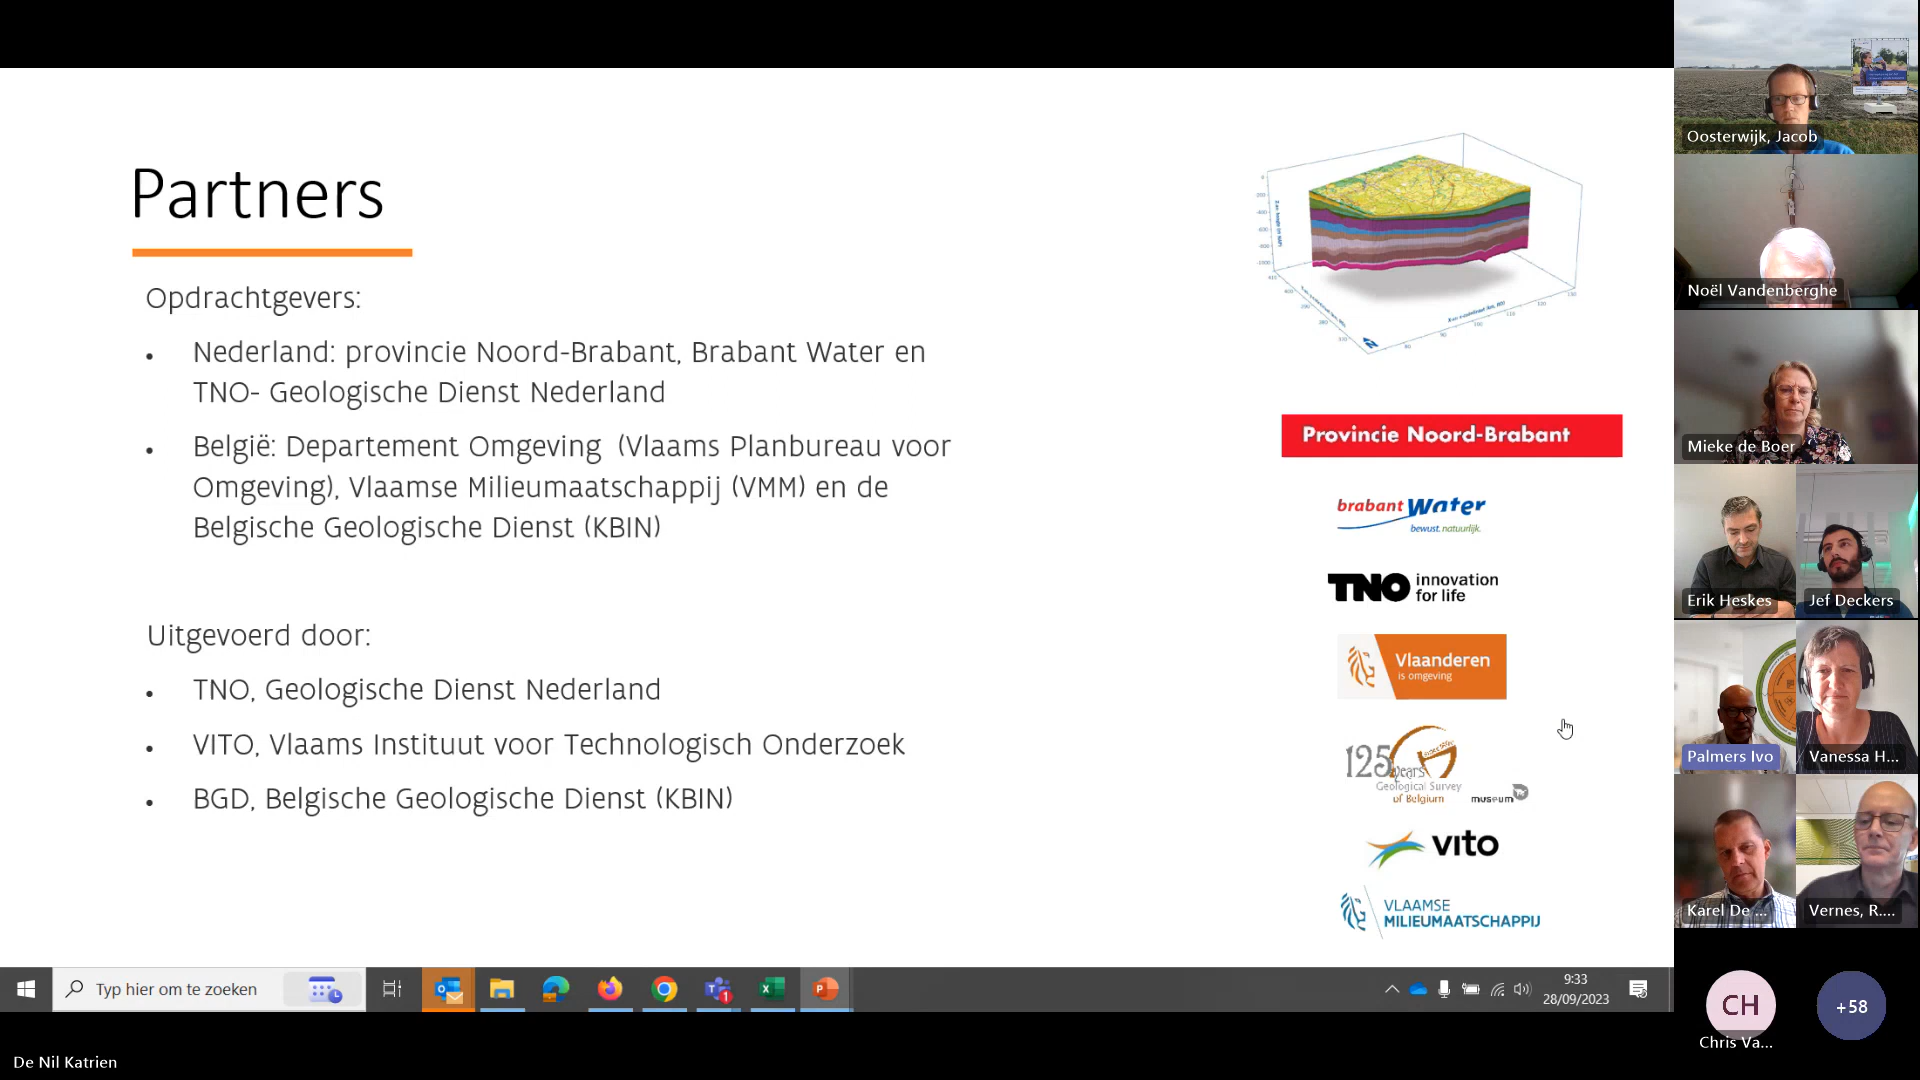 Partners
Opdrachtgevers:
• Nederland: provincie Noord-Brabant, Brabant Water en
TNO- Geologische Dienst Nederland
• België: Departement Omgeving (Vlaams Planbureau voor
Omgeving), Vlaamse Milieumaatschappij (VMM) en de
Belgische Geologische Dienst (KBIN)
Uitgevoerd door:
• TNO, Geologische Dienst Nederland
• VITO, Vlaams Instituut voor Technologisch Onderzoek
• BGD, Belgische Geologische Dienst (KBIN)
Provincie Noord-Brabant
brabant Water
bewust. natuurlijk.
TNO innovation
for life
Vlaanderen
is omgeving
125 years
Geological Survey
of Belgium
museum
vito
VLAAMSE
MILIEUMAATSCHAPPIJ
Oosterwijk, Jacob
Noël Vandenberghe
Mieke de Boer
Erik Heskes
Jef Deckers
Palmers Ivo
Vanessa H...
Karel De ...
Vernes, R....
CH
Chris Va...
+58
Typ hier om te zoeken
9:33
28/09/2023
De Nil Katrien